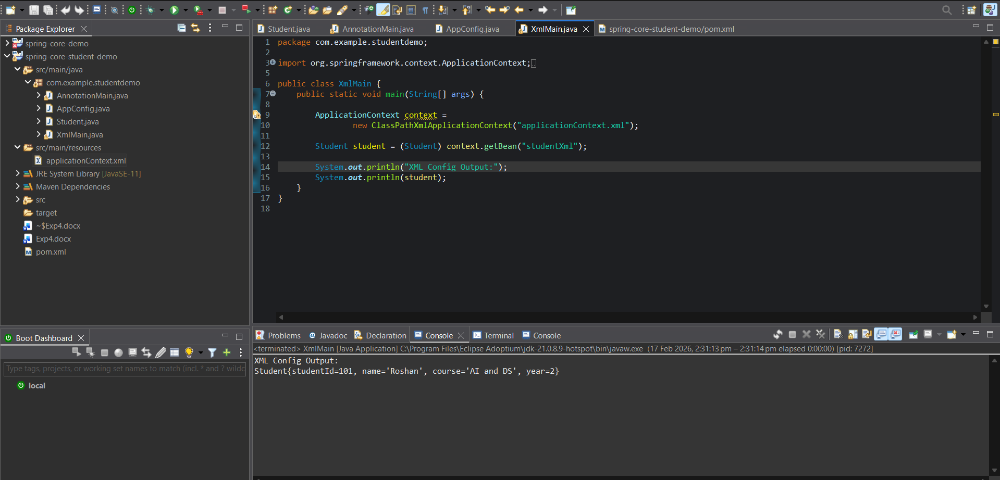 Package Explorer
spring-core-demo
spring-core-student-demo
src/main/java
com.example.studentdemo
AnnotationMain.java
AppConfig.java
Student.java
XmlMain.java
src/main/resources
applicationContext.xml
JRE System Library [JavaSE-11]
Maven Dependencies
src
target
~$Exp4.docx
Exp4.docx
pom.xml
Boot Dashboard
Type tags, projects, or working set names to match (incl. * and ? wildc
local
Student.java AnnotationMain.java AppConfig.java XmlMain.java spring-core-student-demo/pom.xml
1 package com.example.studentdemo;
2
3 import org.springframework.context.ApplicationContext;
5
6 public class XmlMain {
7 public static void main(String[] args) {
8
9 ApplicationContext context =
10 new ClassPathXmlApplicationContext("applicationContext.xml");
11
12 Student student = (Student) context.getBean("studentXml");
13
14 System.out.println("XML Config Output:");
15 System.out.println(student);
16 }
17 }
18
Problems Javadoc Declaration Console Terminal Console
<terminated> XmlMain [Java Application] C:\Program Files\Eclipse Adoptium\jdk-21.0.8.9-hotspot\bin\javaw.exe (17 Feb 2026, 2:31:13 pm – 2:31:14 pm elapsed 0:00:00) [pid: 7272]
XML Config Output:
Student{studentId=101, name='Roshan', course='AI and DS', year=2}